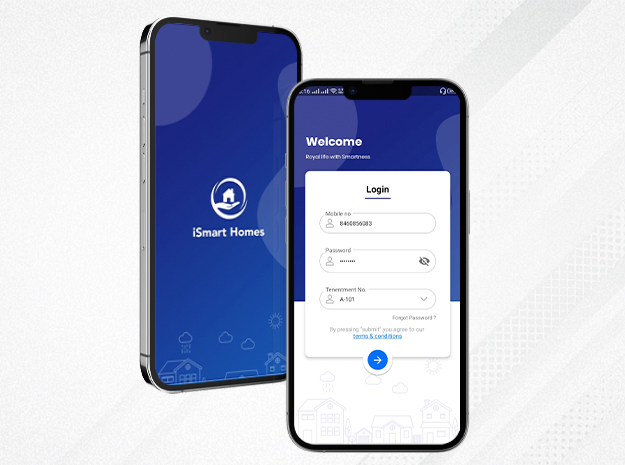 iSmart Homes
Welcome
Royal life with Smartness
Login
Mobile no
8460856083
Password
••••••••
Tenentment No.
A-101
Forgot Password ?
By pressing "submit" you agree to our
terms & conditions